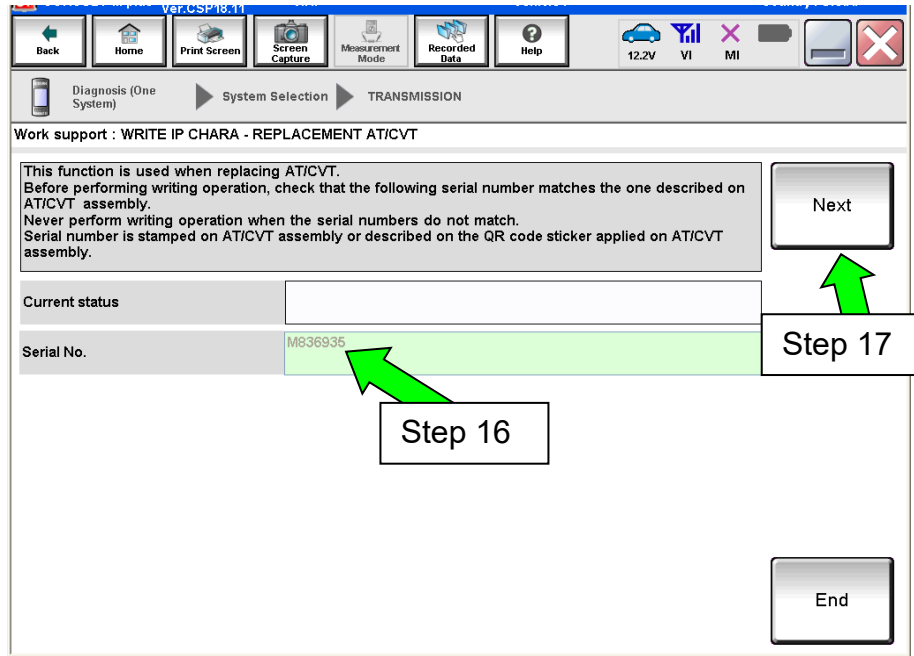 Ver.CSP18.11
Back
Home
Print Screen
Screen Capture
Measurement Mode
Recorded Data
Help
12.2V
VI
MI
Diagnosis (One System)
System Selection
TRANSMISSION
Work support : WRITE IP CHARA - REPLACEMENT AT/CVT
This function is used when replacing AT/CVT.
Before performing writing operation, check that the following serial number matches the one described on
AT/CVT assembly.
Never perform writing operation when the serial numbers do not match.
Serial number is stamped on AT/CVT assembly or described on the QR code sticker applied on AT/CVT
assembly.
Next
Current status
Step 17
Serial No.
M836935
Step 16
End